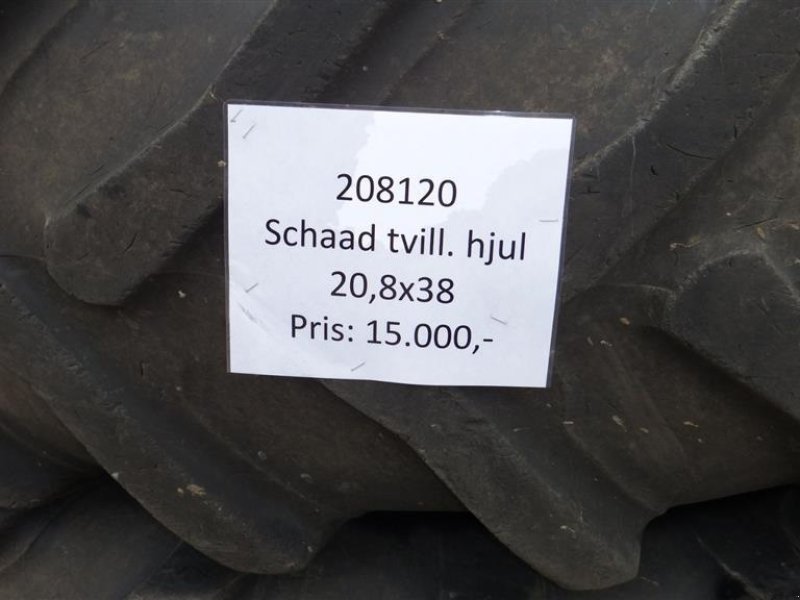 208120
Schaad tvill. hjul
20,8x38
Pris: 15.000,-